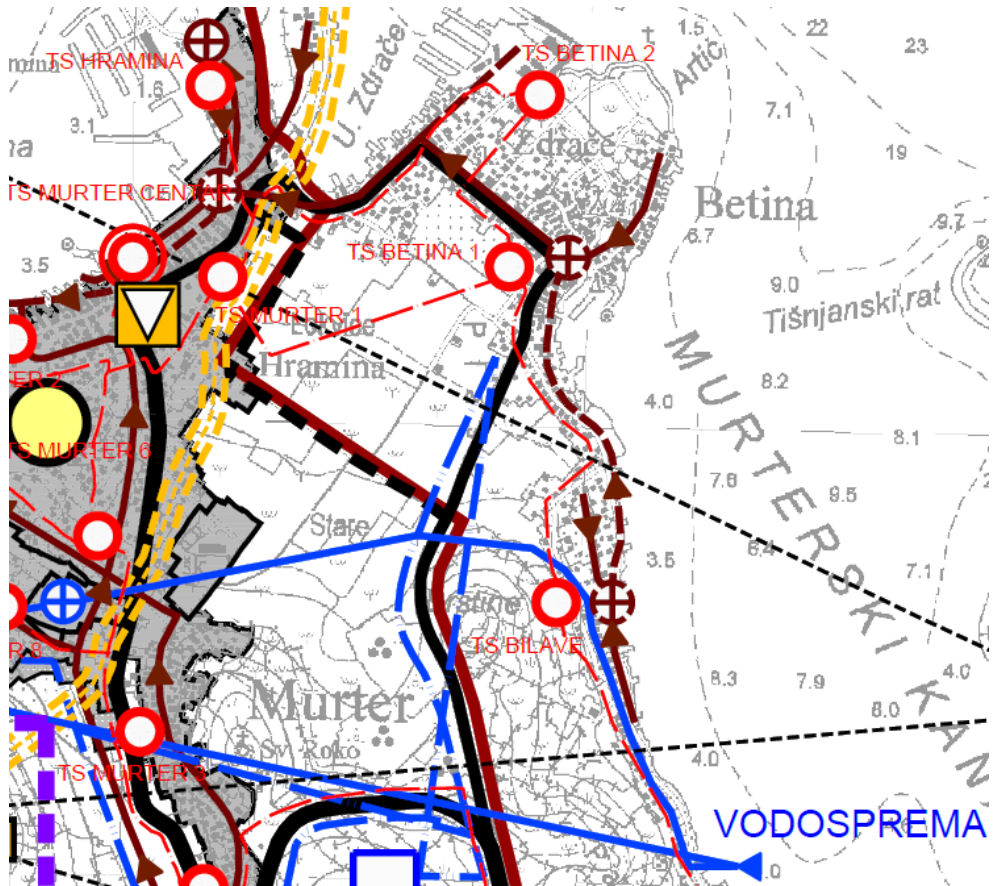 1.5
22
23
TS HRAMINA
TS BETINA 2
1.6
U. Zdrače
Artić
7.1
3.1
19
Zdrače
na
TS MURTER CENTAR
Betina
6.7
9.7
3.5
TS BETINA 1
9.0
Tišnjanski rat
TS MURTER 1
Hramina
8.2
4.0
8.1
TS MURTER 6
7.8
9.5
Stare
6.4
3.5
7.1
MURTERSKI KAN
TS BILAVE
8.3
7.9
4.0
8.0
Murter
Sv. Roko
4.0
VODOSPREMA